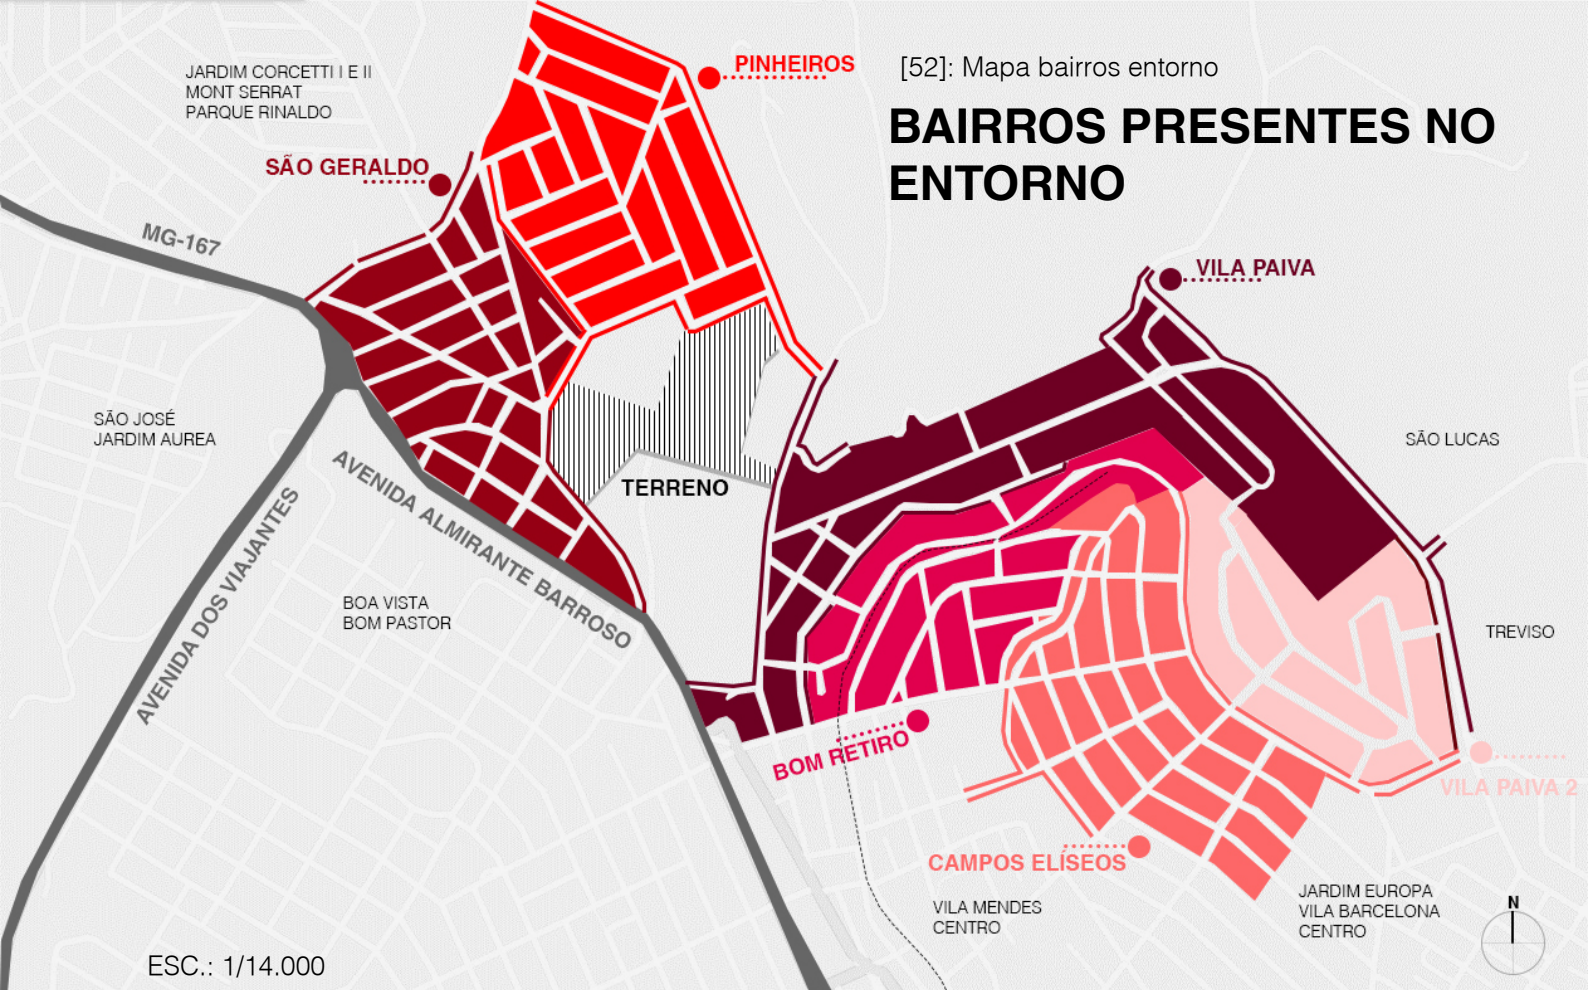 [52]: Mapa bairros entorno
BAIRROS PRESENTES NO
ENTORNO
PINHEIROS
JARDIM CORCETTI I E II
MONT SERRAT
PARQUE RINALDO
SÃO GERALDO
MG-167
VILA PAIVA
SÃO JOSÉ
JARDIM AUREA
SÃO LUCAS
TERRENO
AVENIDA ALMIRANTE BARROSO
AVENIDA DOS VIAJANTES
BOA VISTA
BOM PASTOR
TREVISO
BOM RETIRO
VILA PAIVA 2
CAMPOS ELÍSEOS
VILA MENDES
CENTRO
JARDIM EUROPA
VILA BARCELONA
CENTRO
N
ESC.: 1/14.000